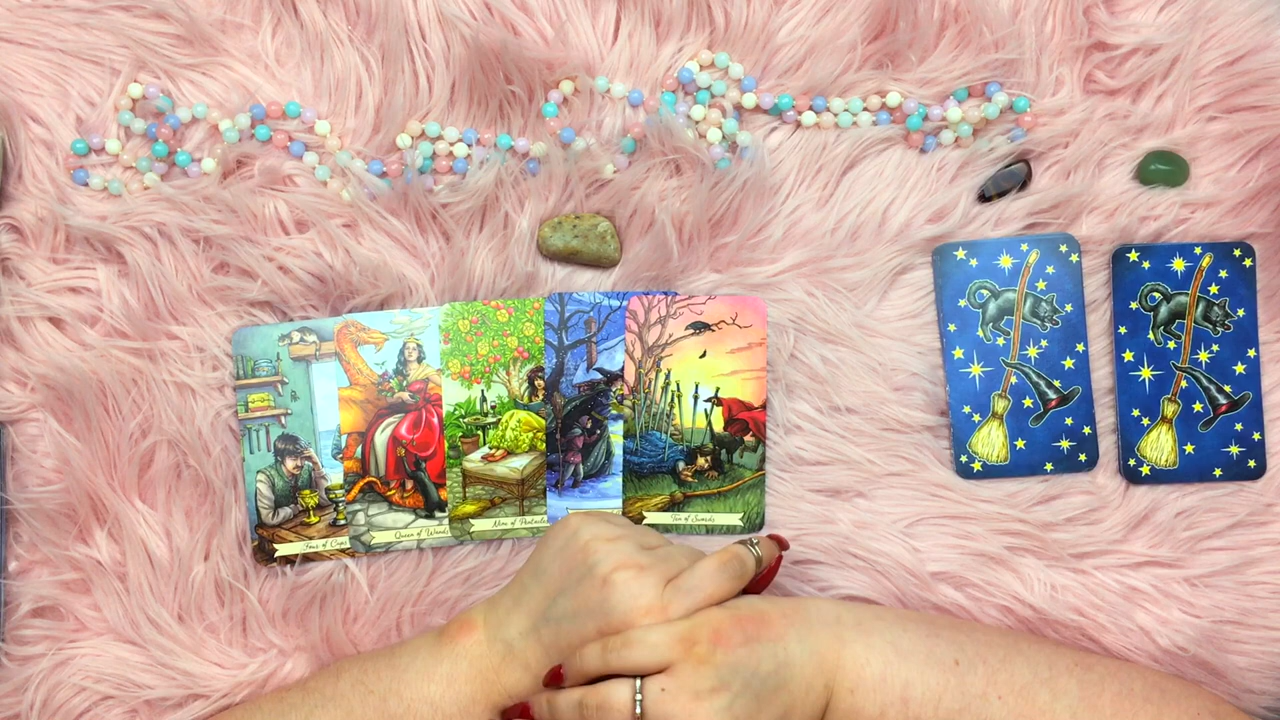 Four of Cups
Queen of Wands
Nine of Pentacles
Ten of Swords